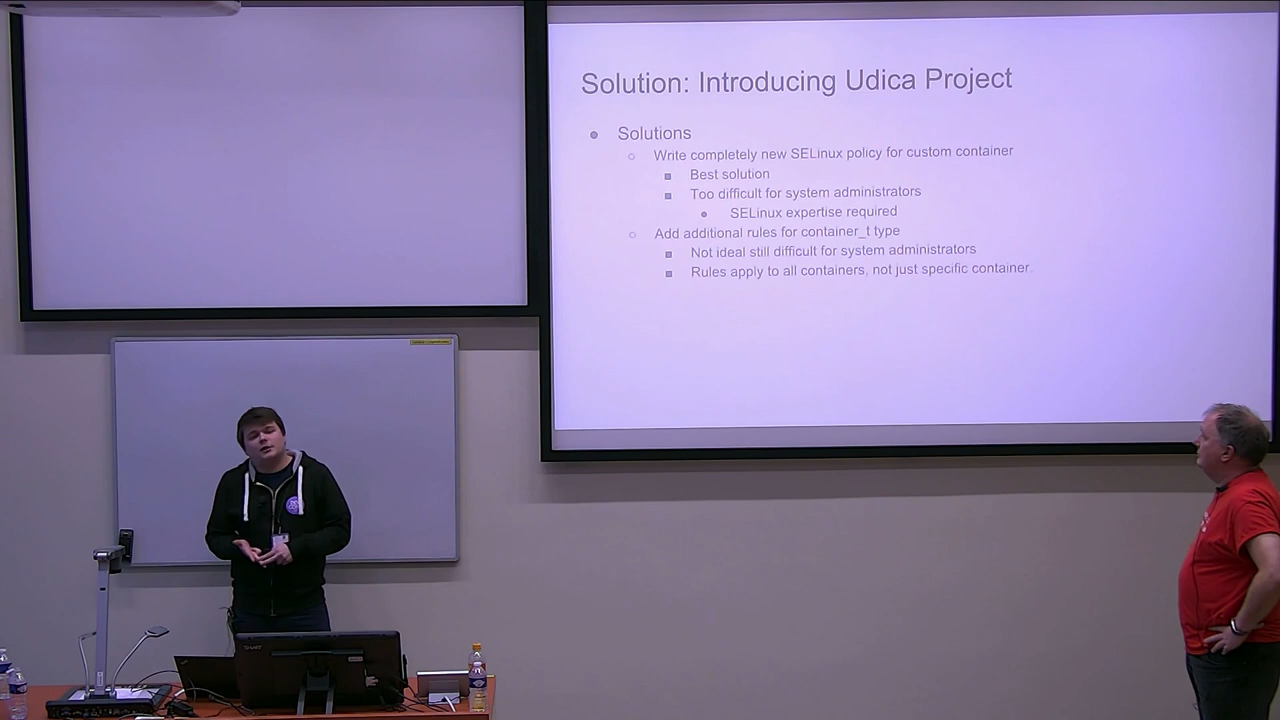 Solution: Introducing Udica Project
Solutions
Write completely new SELinux policy for custom container
Best solution
Too difficult for system administrators
SELinux expertise required
Add additional rules for container_t type
Not ideal still difficult for system administrators
Rules apply to all containers, not just specific container.